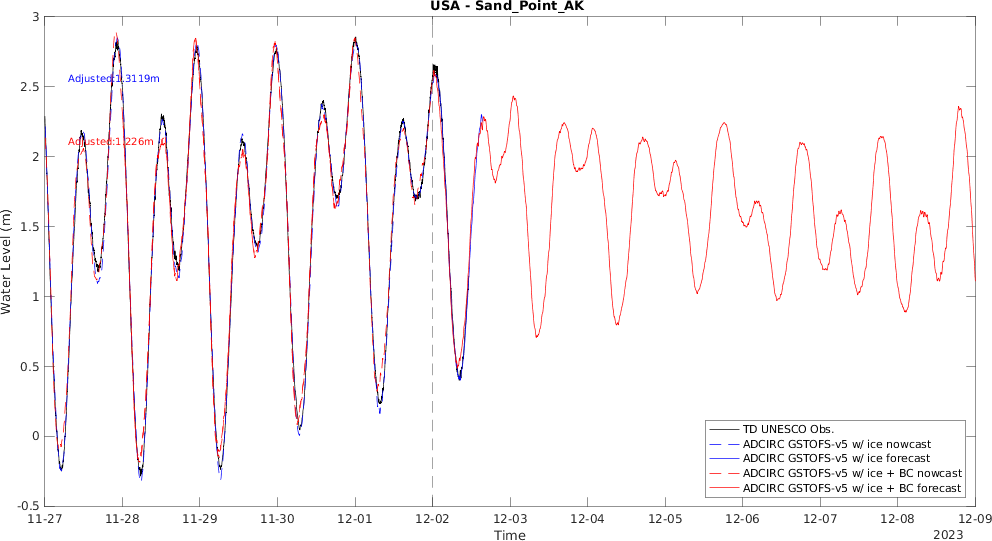 USA - Sand_Point_AK
3
2.5
2
1.5
1
0.5
0
-0.5
Water Level (m)
Adjusted:1.3119m
Adjusted:1.226m
TD UNESCO Obs.
ADCIRC GSTOFS-v5 w/ ice nowcast
ADCIRC GSTOFS-v5 w/ ice forecast
ADCIRC GSTOFS-v5 w/ ice + BC nowcast
ADCIRC GSTOFS-v5 w/ ice + BC forecast
11-27 11-28 11-29 11-30 12-01 12-02 12-03 12-04 12-05 12-06 12-07 12-08 12-09
Time
2023